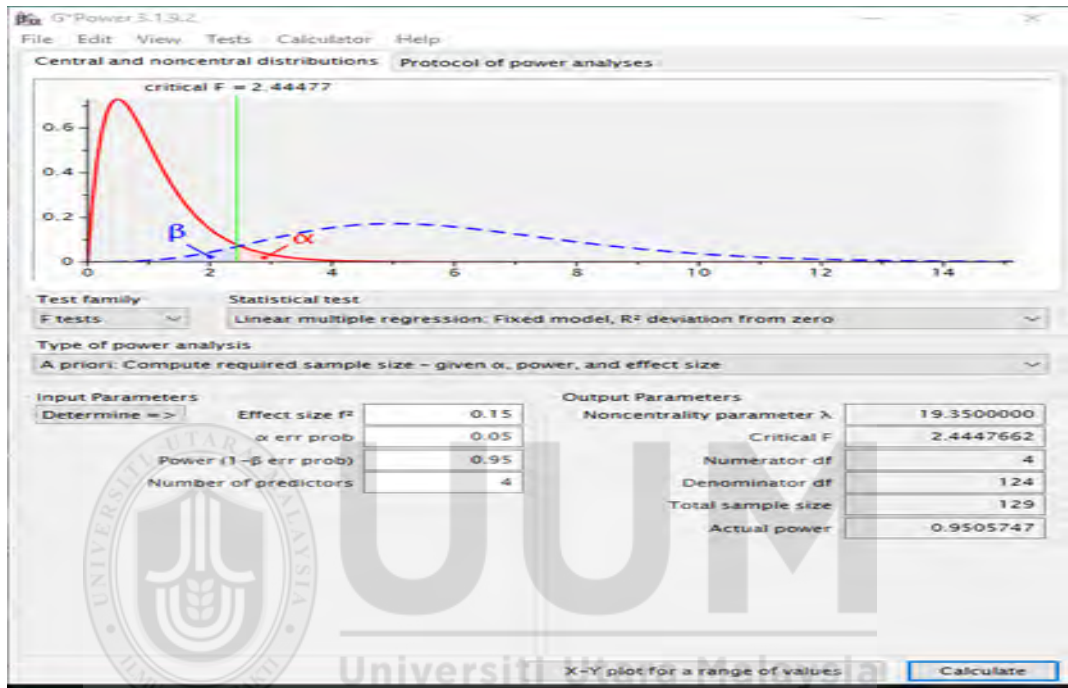 G*Power 3.1.9.2
File Edit View Tests Calculator Help
Central and noncentral distributions Protocol of power analyses
critical F = 2.44477
0.6
0.4
0.2
0
β
α
0 2 4 6 8 10 12 14
Test family Statistical test
F tests Linear multiple regression: Fixed model, R² deviation from zero
Type of power analysis
A priori: Compute required sample size – given α, power, and effect size
Input Parameters Output Parameters
Determine => Effect size f² 0.15 Noncentrality parameter λ 19.3500000
α err prob 0.05 Critical F 2.4447662
Power (1-β err prob) 0.95 Numerator df 4
Number of predictors 4 Denominator df 124
Total sample size 129
Actual power 0.9505747
UNIVERSITI UTARA MALAYSIA
UUM
Universiti Utara Malaysia
X-Y plot for a range of values Calculate